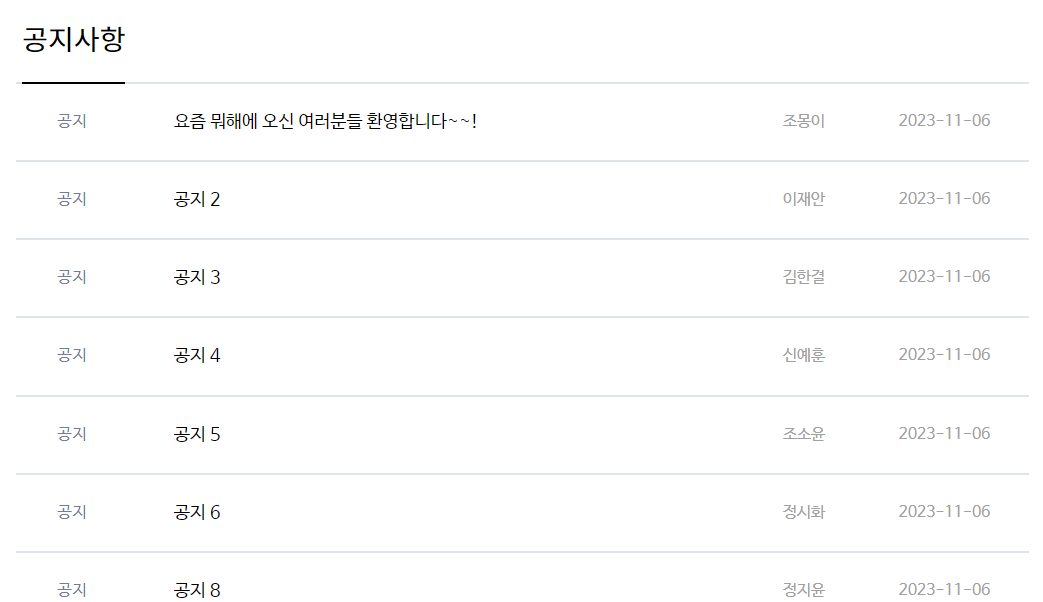 공지사항
공지 요즘 뭐해에 오신 여러분들 환영합니다~~! 조몽이 2023-11-06
공지 공지 2 이재안 2023-11-06
공지 공지 3 김한결 2023-11-06
공지 공지 4 신예훈 2023-11-06
공지 공지 5 조소윤 2023-11-06
공지 공지 6 정시화 2023-11-06
공지 공지 8 정지윤 2023-11-06